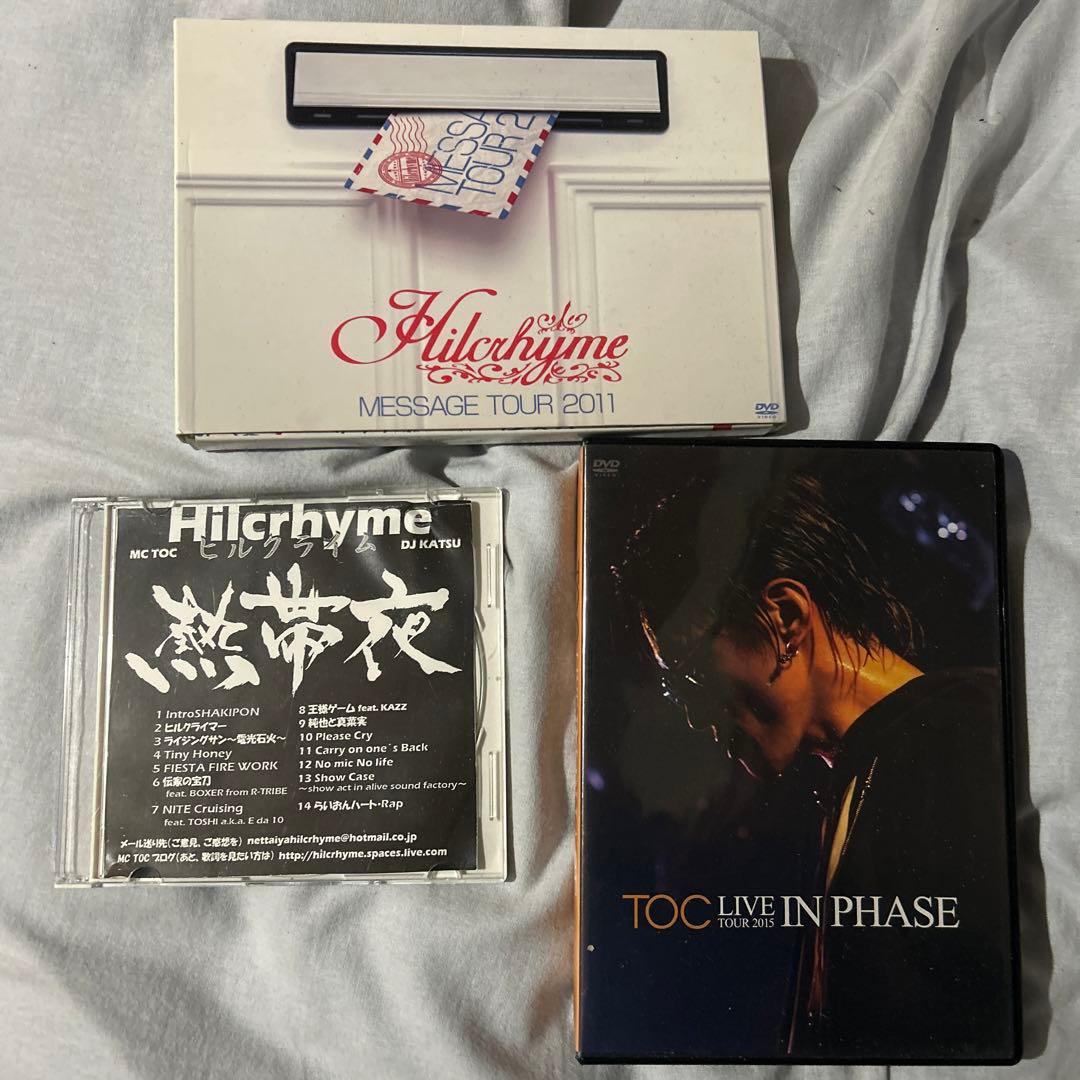 MESSA
TOUR 2
Hilcrhyme
MESSAGE TOUR 2011
DVD
VIDEO
Hilcrhyme
ヒルクライム
MC TOC
DJ KATSU
熱帯夜
1 IntroSHAKIPON
2 ヒルクライマー
3 ライジングサン～電光石火～
4 Tiny Honey
5 FIESTA FIRE WORK
6 伝家の宝刀
feat. BOXER from R-TRIBE
7 NITE Cruising
feat. TOSHI a.k.a. E da 10
8 王様ゲーム feat. KAZZ
9 純也と真菜実
10 Please Cry
11 Carry on one´s Back
12 No mic No life
13 Show Case
～show act in alive sound factory～
14 らいおんハート・Rap
メール送り先(ご意見、ご感想を) nettaiyahilcrhyme@hotmail.co.jp
MC TOC ブログ(あと、歌詞を見たい方は) http://hilcrhyme.spaces.live.com
DVD
VIDEO
TOC LIVE TOUR 2015 IN PHASE